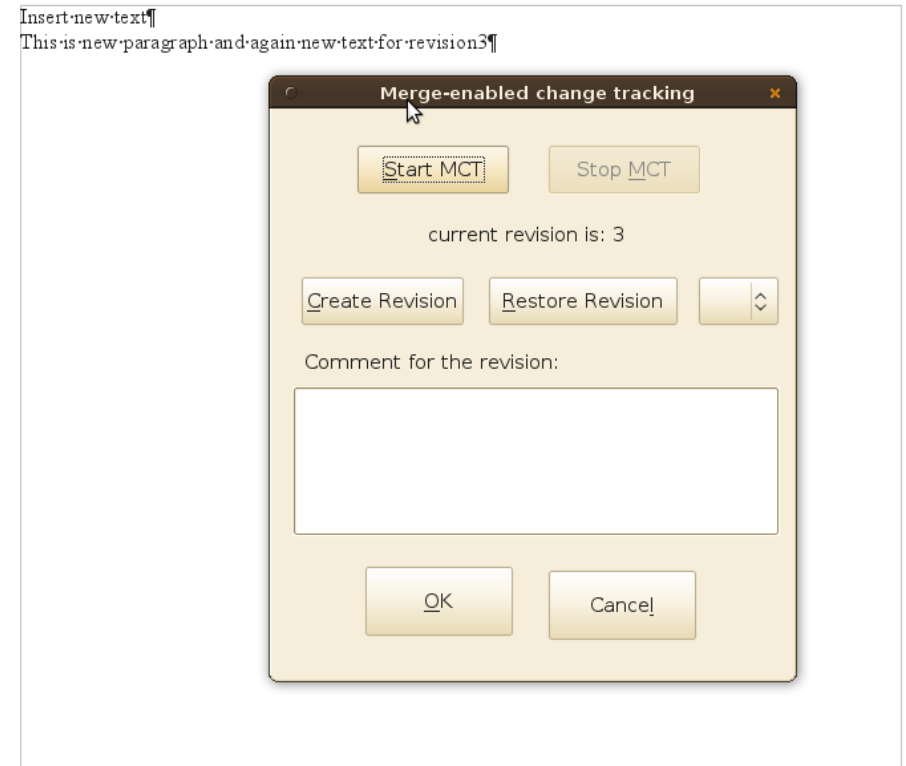 Insert·new·text¶
This·is·new·paragraph·and·again·new·text·for·revision3¶
Merge-enabled change tracking
Start MCT Stop MCT
current revision is: 3
Create Revision Restore Revision
Comment for the revision:
OK Cancel